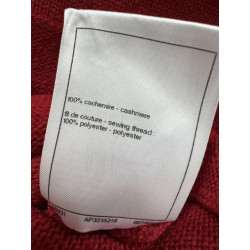 100% cachemire - cashmere
fil de couture - sewing thread :
100% polyester - polyester